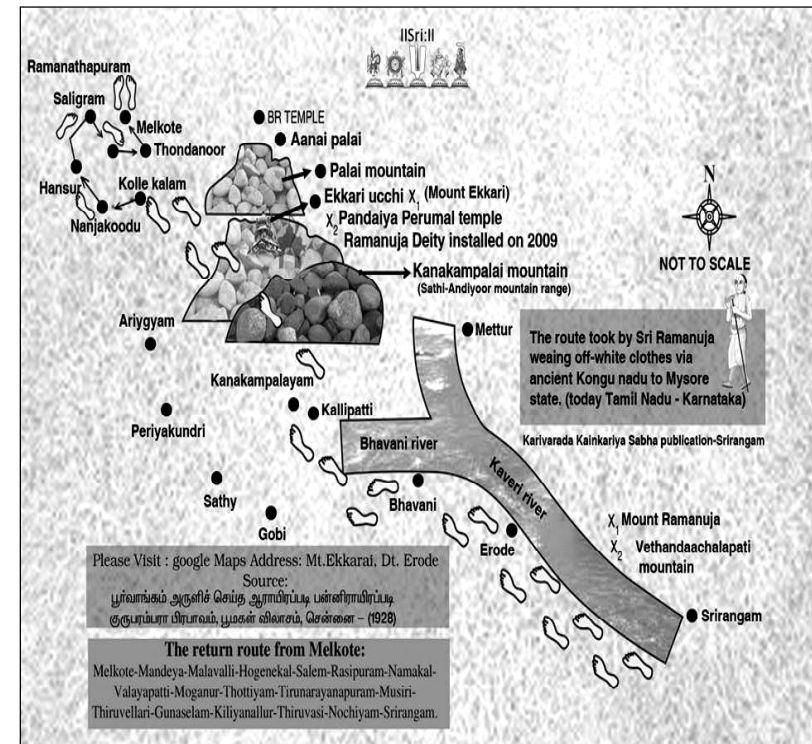 IISri:II
Ramanathapuram
Saligram
Melkote
Thondanoor
Hansur
Kolle kalam
Nanjakoodu
BR TEMPLE
Aanai palai
Palai mountain
Ekkari ucchi X1 (Mount Ekkari)
X2 Pandaiya Perumal temple
Ramanuja Deity installed on 2009
Kanakampalai mountain
(Sathi-Andiyoor mountain range)
N
NOT TO SCALE
Ariygyam
Mettur
The route took by Sri Ramanuja
weaing off-white clothes via
ancient Kongu nadu to Mysore
state. (today Tamil Nadu - Karnataka)
Karivarada Kainkariya Sabha publication-Srirangam
Kanakampalayam
Kallipatti
Periyakundri
Bhavani river
Kaveri river
Sathy
Bhavani
Gobi
Erode
X1 Mount Ramanuja
X2 Vethandaachalapati
mountain
Srirangam
Please Visit : google Maps Address: Mt.Ekkarai, Dt. Erode
Source:
பூர்வாங்கம் அருளிச் செய்த ஆராயிரப்படி பன்னிராயிரப்படி
குருபரம்பரா பிரபாவம், பூமகள் விலாசம், சென்னை – (1928)
The return route from Melkote:
Melkote-Mandeya-Malavalli-Hogenekal-Salem-Rasipuram-Namakal-
Valayapatti-Moganur-Thottiyam-Tirunarayanapuram-Musiri-
Thiruvellari-Gunaselam-Kiliyanallur-Thiruvasi-Nochiyam-Srirangam.